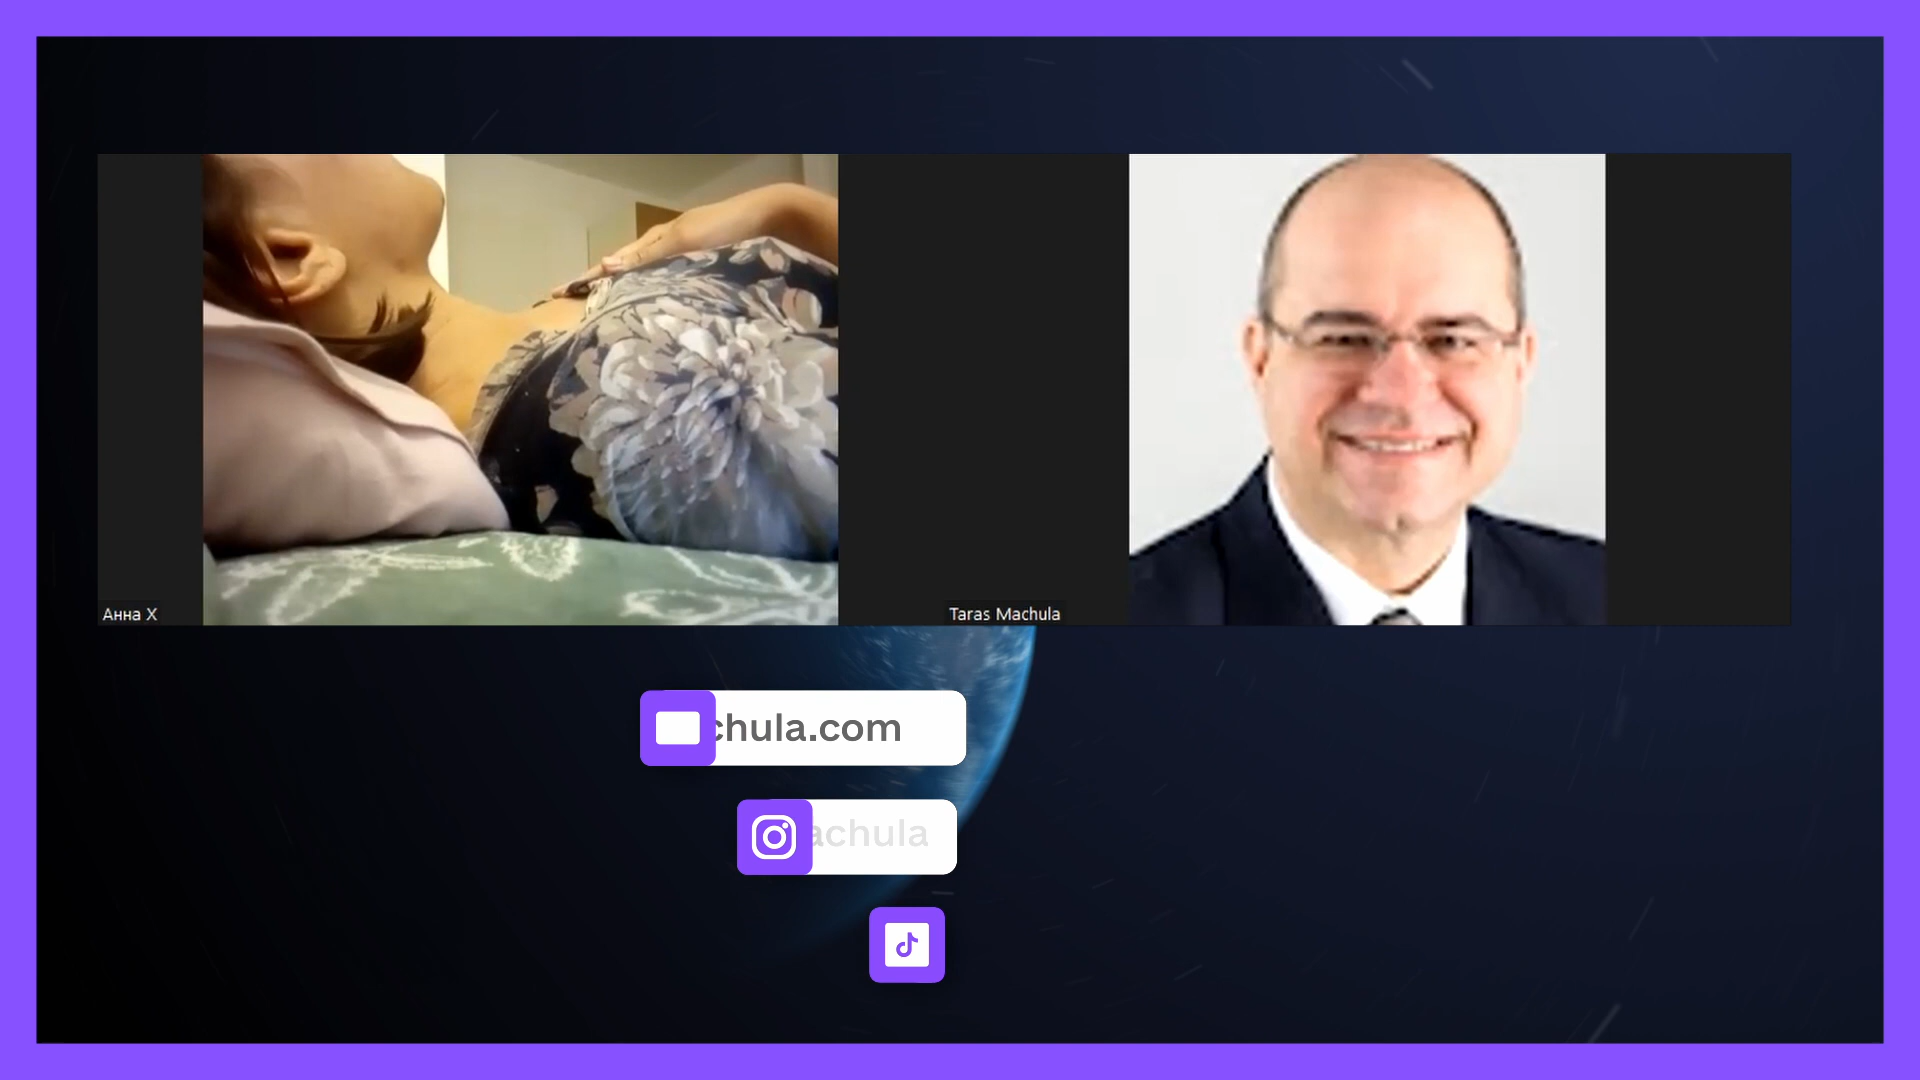 Анна Х
Taras Machula
chula.com
achula